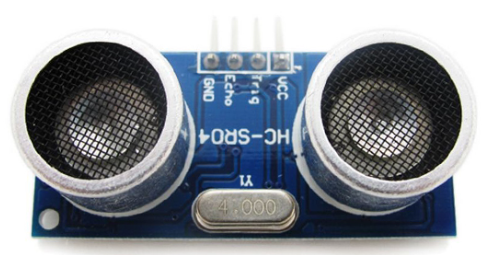 VCC
Trig
Echo
GND
HC-SR04
Y1
4.000